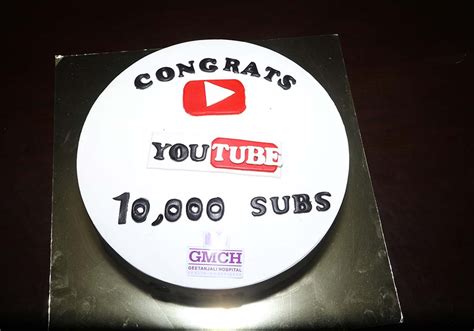 CONGRATS
YOUTUBE
10,000 SUBS
GMCH
GEETANJALI HOSPITAL